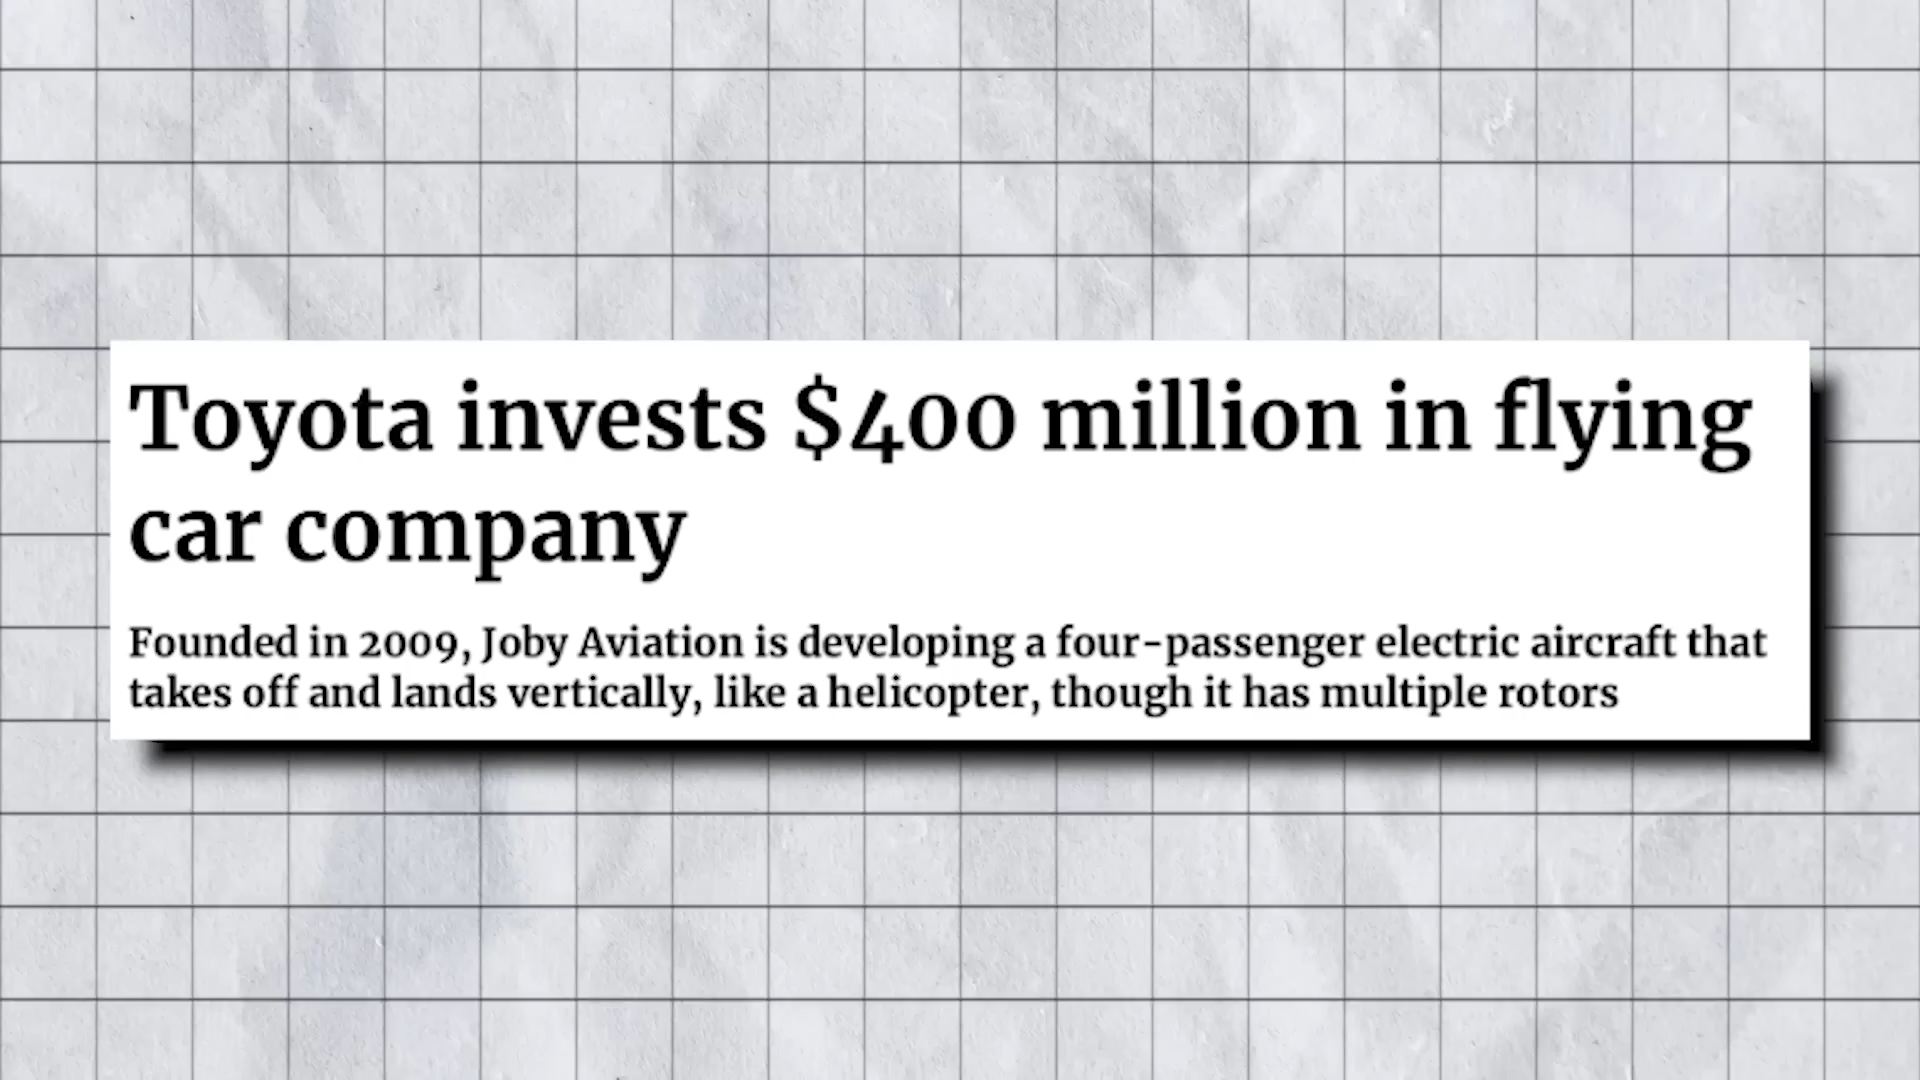 Toyota invests $400 million in flying
car company
Founded in 2009, Joby Aviation is developing a four-passenger electric aircraft that
takes off and lands vertically, like a helicopter, though it has multiple rotors